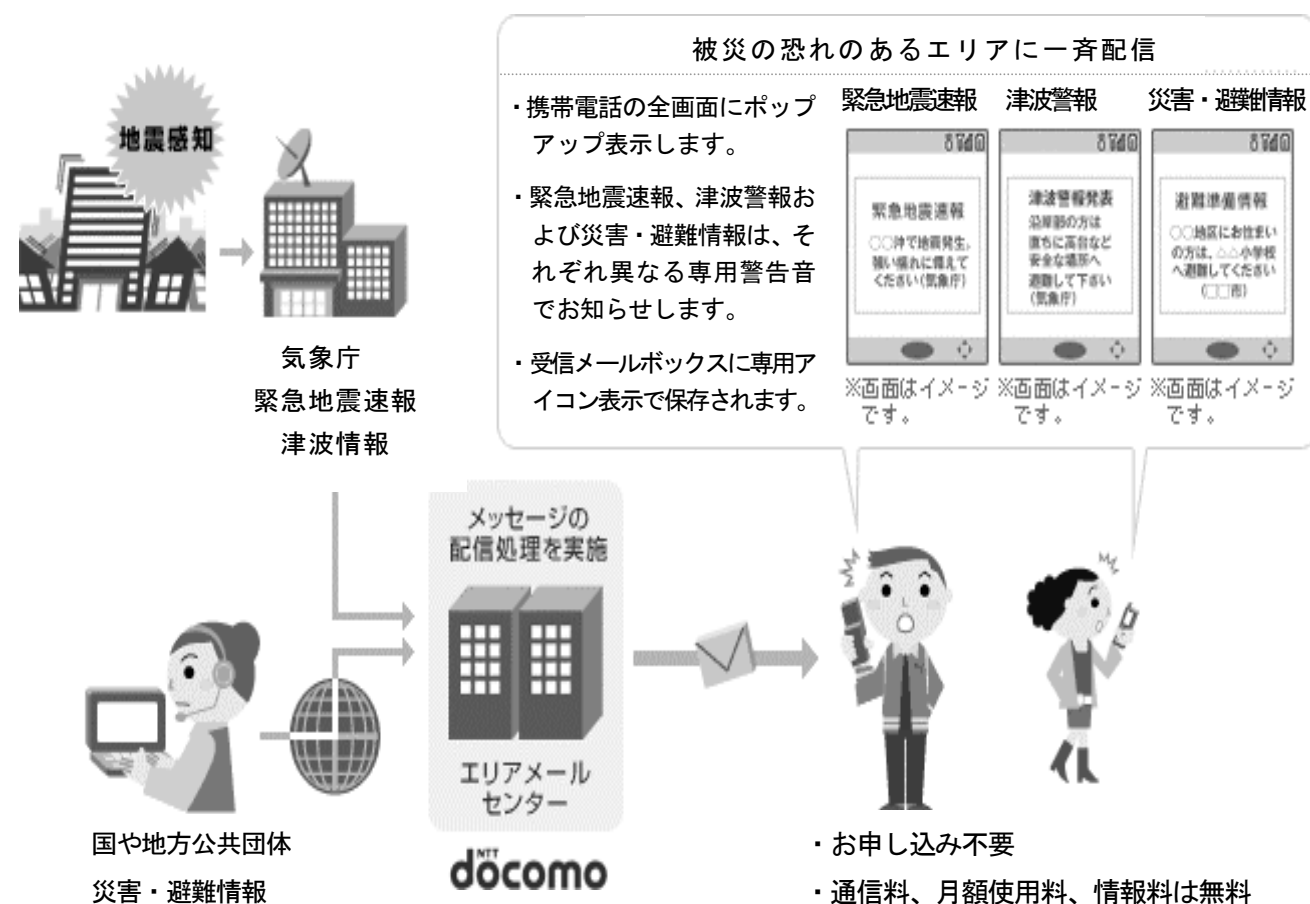 被災の恐れのあるエリアに一斉配信
・携帯電話の全画面にポップ
アップ表示します。
・緊急地震速報、津波警報お
よび災害・避難情報は、そ
れぞれ異なる専用警告音
でお知らせします。
・受信メールボックスに専用ア
イコン表示で保存されます。
緊急地震速報
緊急地震速報
○○沖で地震発生。
強い揺れに備えて
ください(気象庁)
※画面はイメージ
です。
津波警報
津波警報発表
沿岸部の方は
直ちに高台など
安全な場所へ
避難して下さい
(気象庁)
※画面はイメージ
です。
災害・避難情報
避難準備情報
○○地区にお住まい
の方は、△△小学校
へ避難してください
(□□市)
※画面はイメージ
です。
地震感知
気象庁
緊急地震速報
津波情報
メッセージの
配信処理を実施
エリアメール
センター
NTT
docomo
国や地方公共団体
災害・避難情報
・お申し込み不要
・通信料、月額使用料、情報料は無料